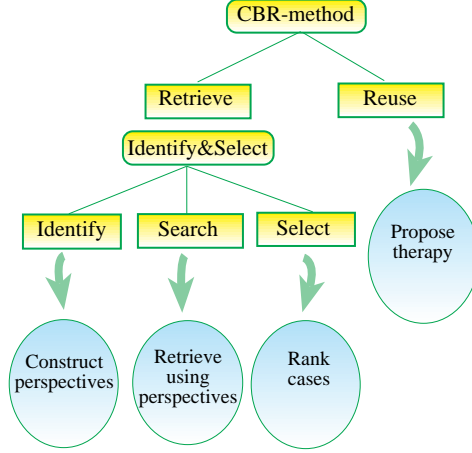 CBR-method
Retrieve
Reuse
Identify&Select
Identify
Search
Select
Propose
therapy
Construct
perspectives
Retrieve
using
perspectives
Rank
cases